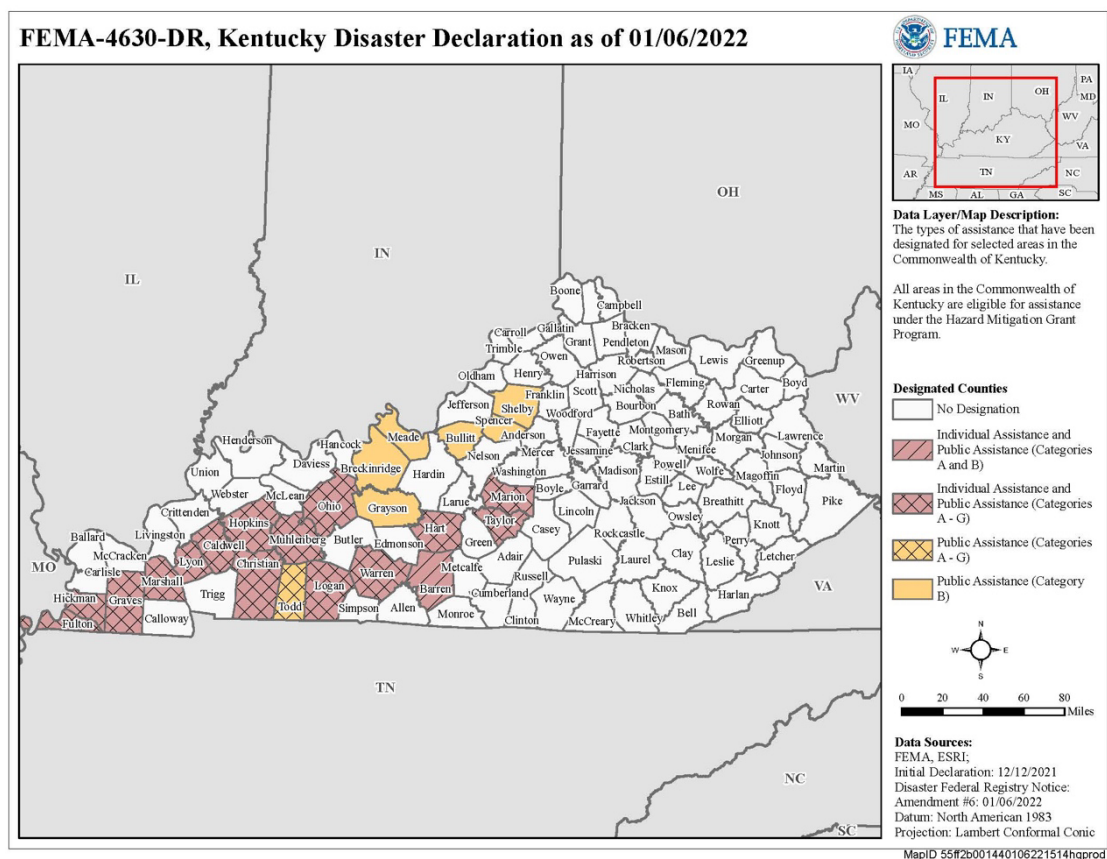 FEMA-4630-DR, Kentucky Disaster Declaration as of 01/06/2022
FEMA
IA
PA
IL
IN
OH
MD
MO
WV
KY
VA
TN
AR
NC
MS
AL
GA
SC
Data Layer/Map Description:
The types of assistance that have been
designated for selected areas in the
Commonwealth of Kentucky.
All areas in the Commonwealth of
Kentucky are eligible for assistance
under the Hazard Mitigation Grant
Program.
Designated Counties
No Designation
Individual Assistance and
Public Assistance (Categories
A and B)
Individual Assistance and
Public Assistance (Categories
A - G)
Public Assistance (Categories
A - G)
Public Assistance (Category
B)
N
W
E
S
0 20 40 60 80
Miles
Data Sources:
FEMA, ESRI;
Initial Declaration: 12/12/2021
Disaster Federal Registry Notice:
Amendment #6: 01/06/2022
Datum: North American 1983
Projection: Lambert Conformal Conic
MapID 55ff2b001440106221514hqprod
OH
IN
IL
MO
WV
VA
TN
NC
SC
Boone
Campbell
Carroll
Gallatin
Bracken
Grant
Pendleton
Trimble
Owen
Mason
Robertson
Lewis
Greenup
Oldham
Henry
Harrison
Fleming
Carter
Boyd
Franklin
Scott
Nicholas
Jefferson
Shelby
Bourbon
Rowan
Spencer
Woodford
Bath
Elliott
Meade
Bullitt
Anderson
Fayette
Montgomery
Morgan
Lawrence
Henderson
Hancock
Nelson
Mercer
Jessamine
Clark
Menifee
Johnson
Union
Daviess
Breckinridge
Hardin
Washington
Madison
Powell
Wolfe
Magoffin
Martin
Webster
McLean
Larue
Marion
Boyle
Garrard
Estill
Lee
Floyd
Crittenden
Ohio
Grayson
Lincoln
Jackson
Breathitt
Pike
Hopkins
Hart
Taylor
Casey
Owsley
Knott
Ballard
Livingston
Caldwell
Muhlenberg
Butler
Edmonson
Green
Rockcastle
Perry
McCracken
Lyon
Christian
Warren
Metcalfe
Adair
Pulaski
Laurel
Clay
Letcher
Carlisle
Marshall
Logan
Barren
Russell
Leslie
Hickman
Graves
Trigg
Todd
Simpson
Allen
Cumberland
Wayne
Knox
Harlan
Fulton
Calloway
Monroe
Clinton
McCreary
Whitley
Bell